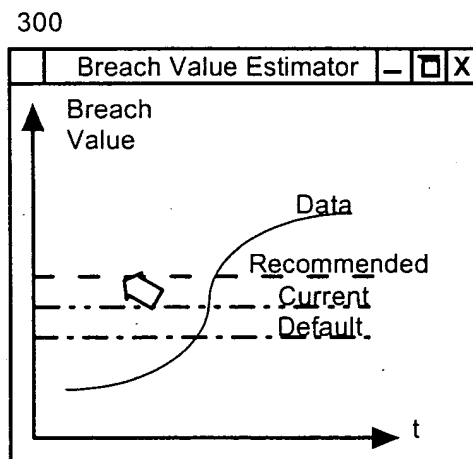 300
Breach Value Estimator
X
Breach
Value
Data
Recommended
Current
Default
t